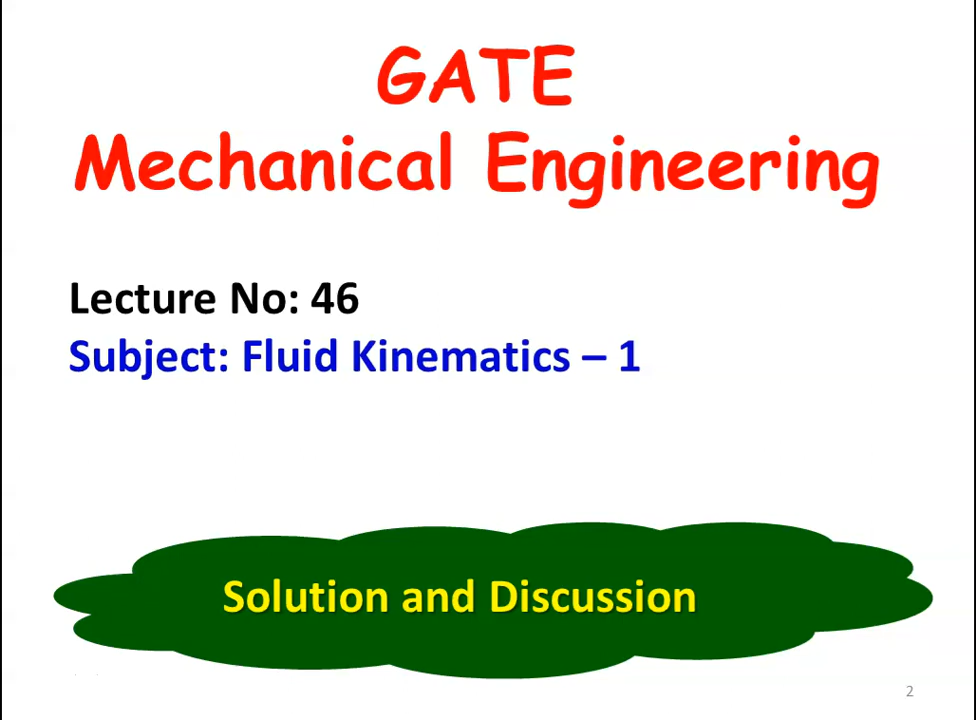 GATE
Mechanical Engineering
Lecture No: 46
Subject: Fluid Kinematics – 1
Solution and Discussion
2